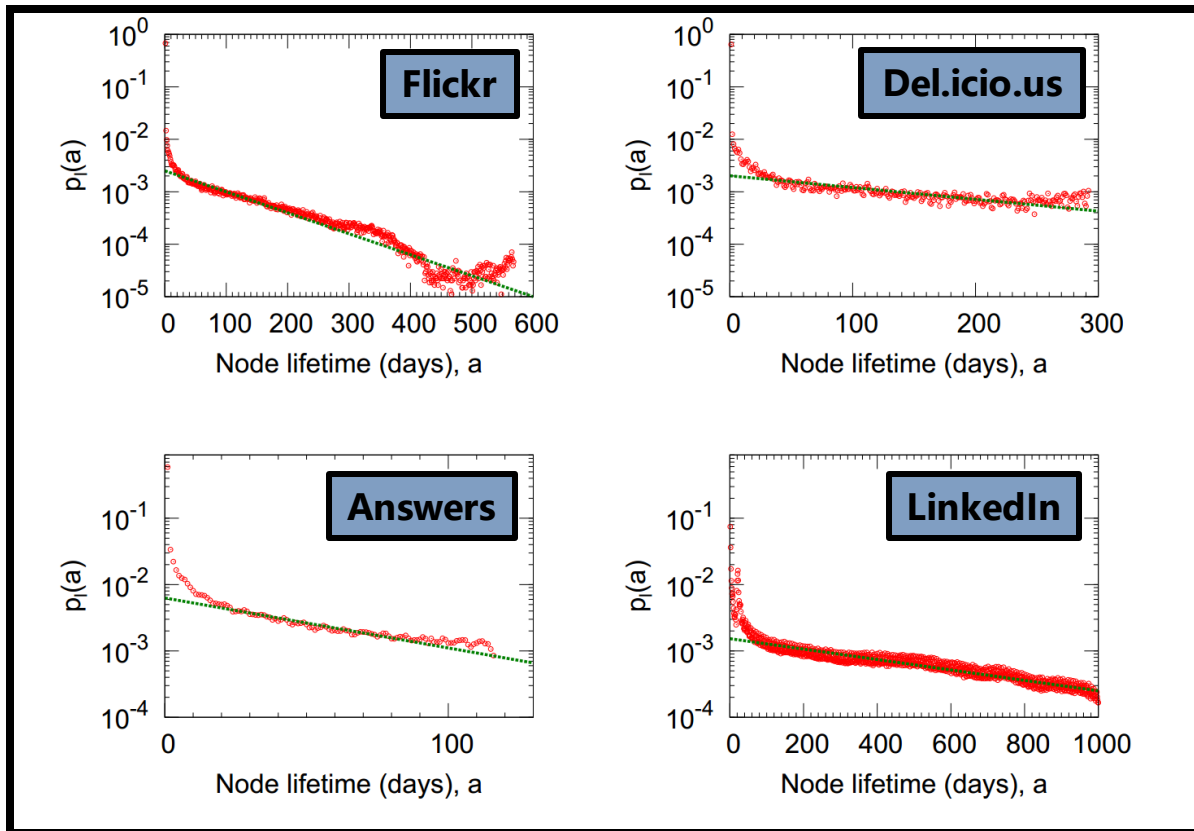 Flickr
10^0
10^-1
10^-2
10^-3
10^-4
10^-5
p_l(a)
0 100 200 300 400 500 600
Node lifetime (days), a
Del.icio.us
10^0
10^-1
10^-2
10^-3
10^-4
10^-5
p_l(a)
0 100 200 300
Node lifetime (days), a
Answers
10^-1
10^-2
10^-3
10^-4
p_l(a)
0 100
Node lifetime (days), a
LinkedIn
10^-1
10^-2
10^-3
10^-4
p_l(a)
0 200 400 600 800 1000
Node lifetime (days), a